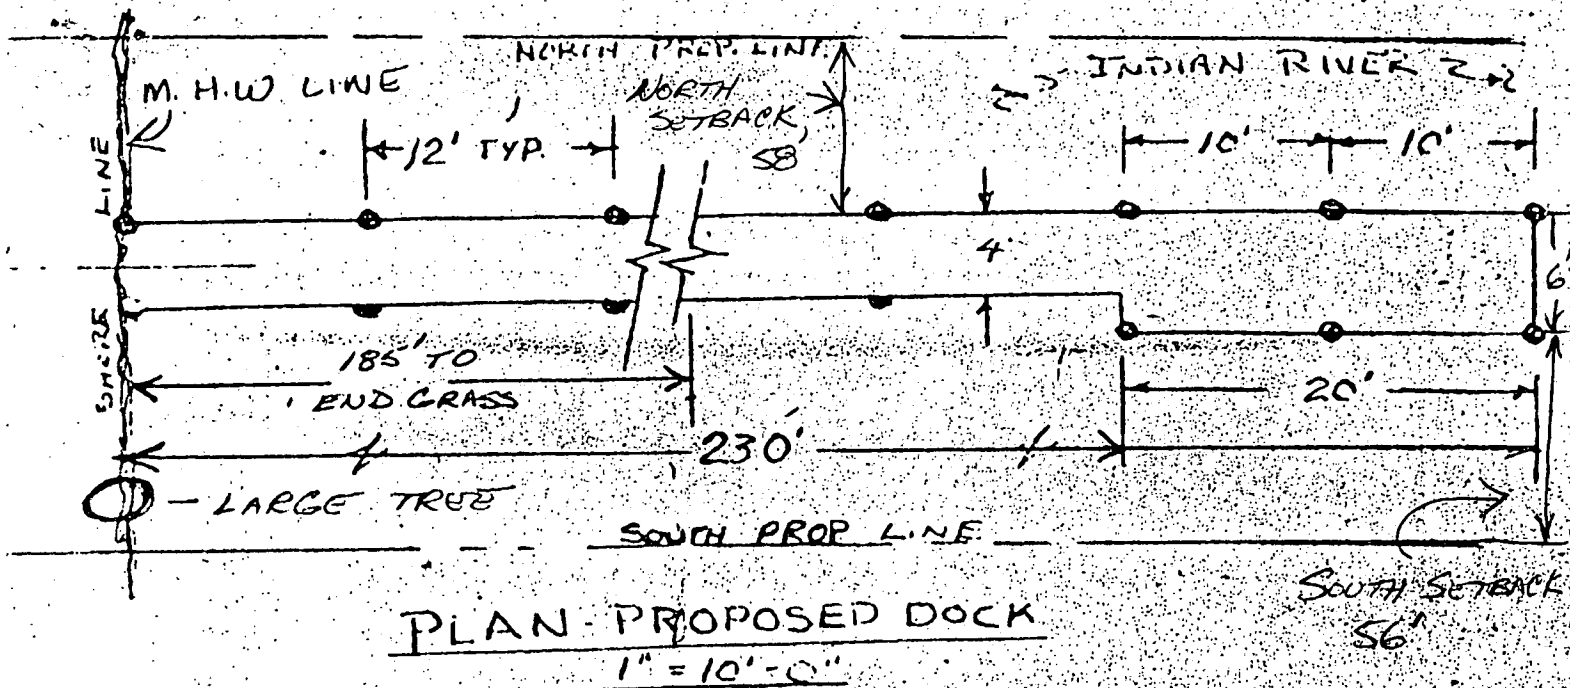 NORTH PROP. LINE
INDIAN RIVER
M. H. W LINE
NORTH
SETBACK
58'
12' TYP.
10'
10'
SHORE LINE
4'
6'
185' TO
END GRASS
20'
230'
- LARGE TREE
SOUTH PROP LINE
SOUTH SETBACK
56'
PLAN - PROPOSED DOCK
1" = 10'-0"